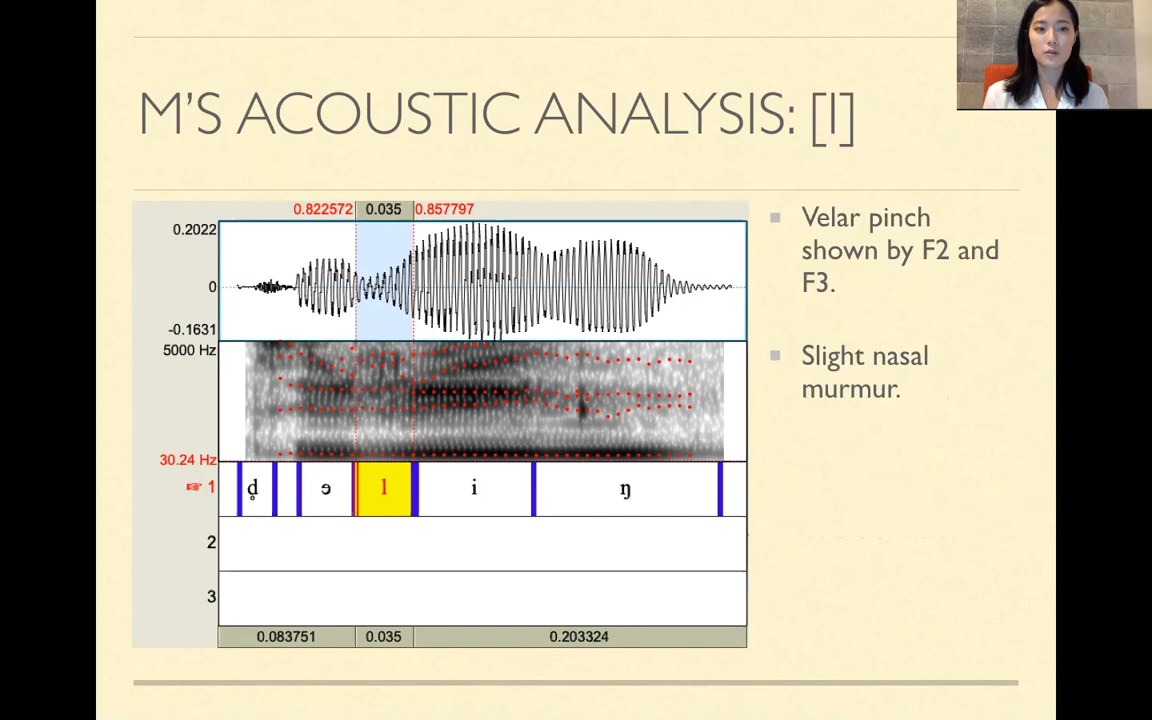 M'S ACOUSTIC ANALYSIS: [l]
0.822572 0.035 0.857797
0.2022
0
-0.1631
5000 Hz
30.24 Hz
☞ 1 d̥ ɘ l i ŋ
2
3
0.083751 0.035 0.203324
▪ Velar pinch
shown by F2 and
F3.
▪ Slight nasal
murmur.